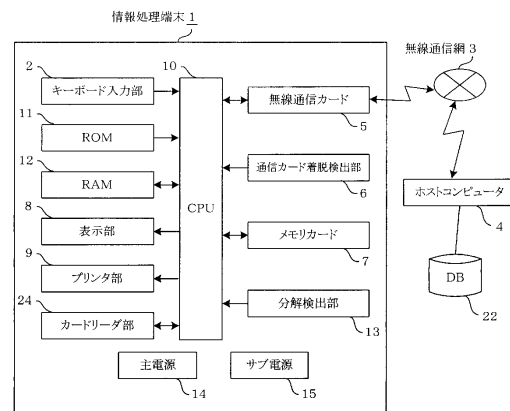 情報処理端末 1
無線通信網 3
2
キーボード入力部
11
ROM
12
RAM
8
表示部
9
プリンタ部
24
カードリーダ部
10
CPU
無線通信カード
5
通信カード着脱検出部
6
メモリカード
7
分解検出部
13
主電源
14
サブ電源
15
ホストコンピュータ
4
DB
22